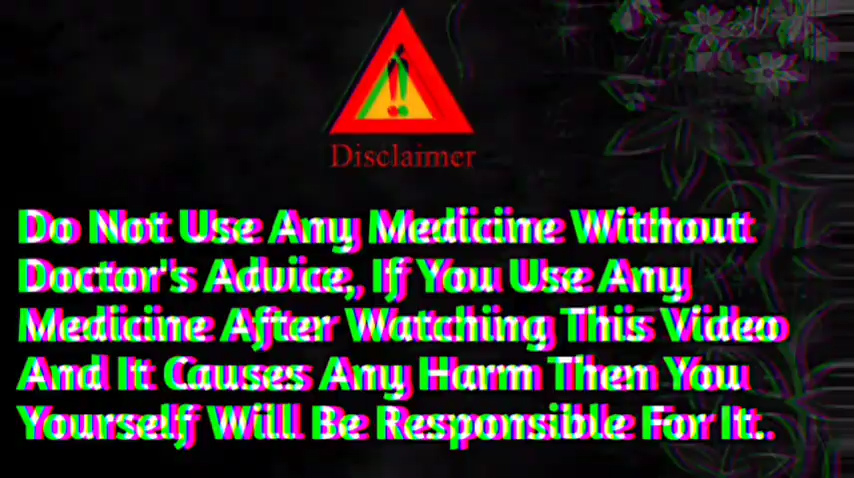 Disclaimer
Do Not Use Any Medicine Without
Doctor's Advice, If You Use Any
Medicine After Watching This Video
And It Causes Any Harm Then You
Yourself Will Be Responsible For It..